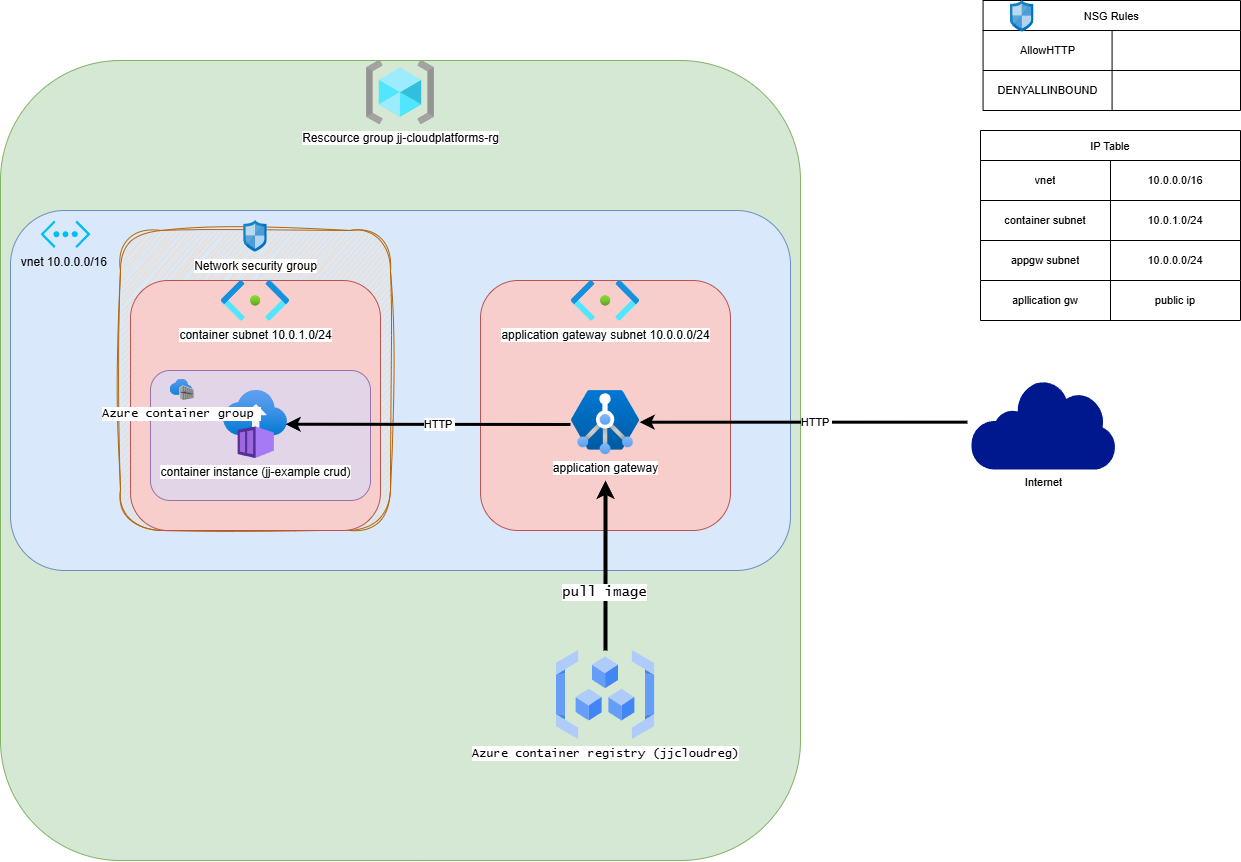 NSG Rules
AllowHTTP
DENYALLINBOUND
Rescource group jj-cloudplatforms-rg
IP Table
vnet 10.0.0.0/16
container subnet 10.0.1.0/24
appgw subnet 10.0.0.0/24
apllication gw public ip
vnet 10.0.0.0/16
Network security group
container subnet 10.0.1.0/24
application gateway subnet 10.0.0.0/24
Azure container group
HTTP
HTTP
container instance (jj-example crud)
application gateway
Internet
pull image
Azure container registry (jjcloudreg)